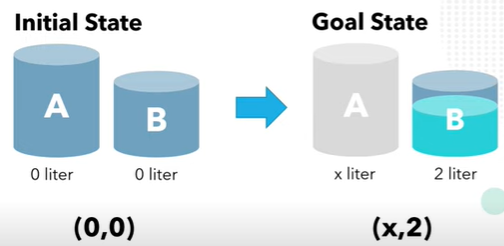 Initial State
Goal State
A
B
A
B
0 liter
0 liter
x liter
2 liter
(0,0)
(x,2)